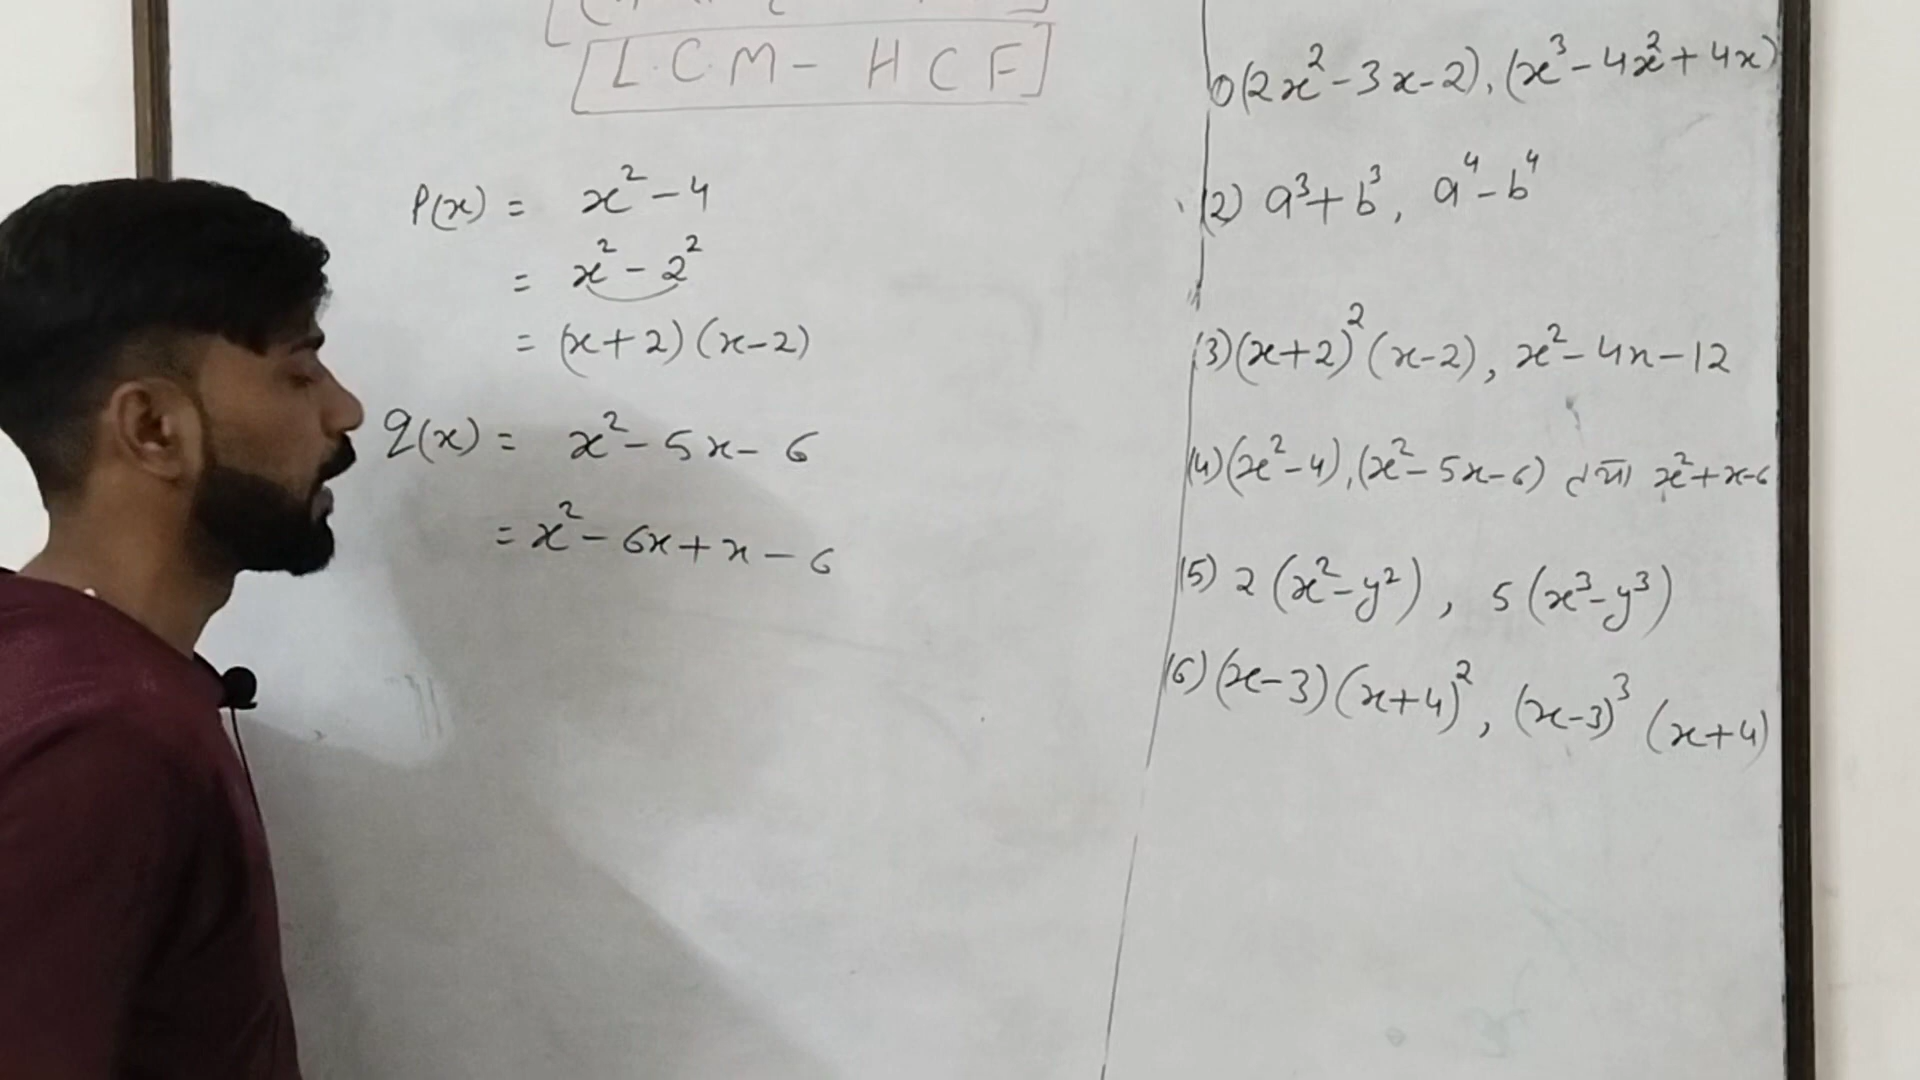 [L.C.M - HCF]
P(x) = x² - 4
= x² - 2²
= (x+2)(x-2)
q(x) = x² - 5x - 6
= x² - 6x + x - 6
(1) (2x² - 3x - 2), (x³ - 4x² + 4x)
(2) a³ + b³, a⁴ - b⁴
(3) (x+2)² (x-2), x² - 4x - 12
(4) (x² - 4), (x² - 5x - 6) तथा x² + x - 6
(5) 2(x² - y²), 5(x³ - y³)
(6) (x-3)(x+4)², (x-3)³ (x+4)